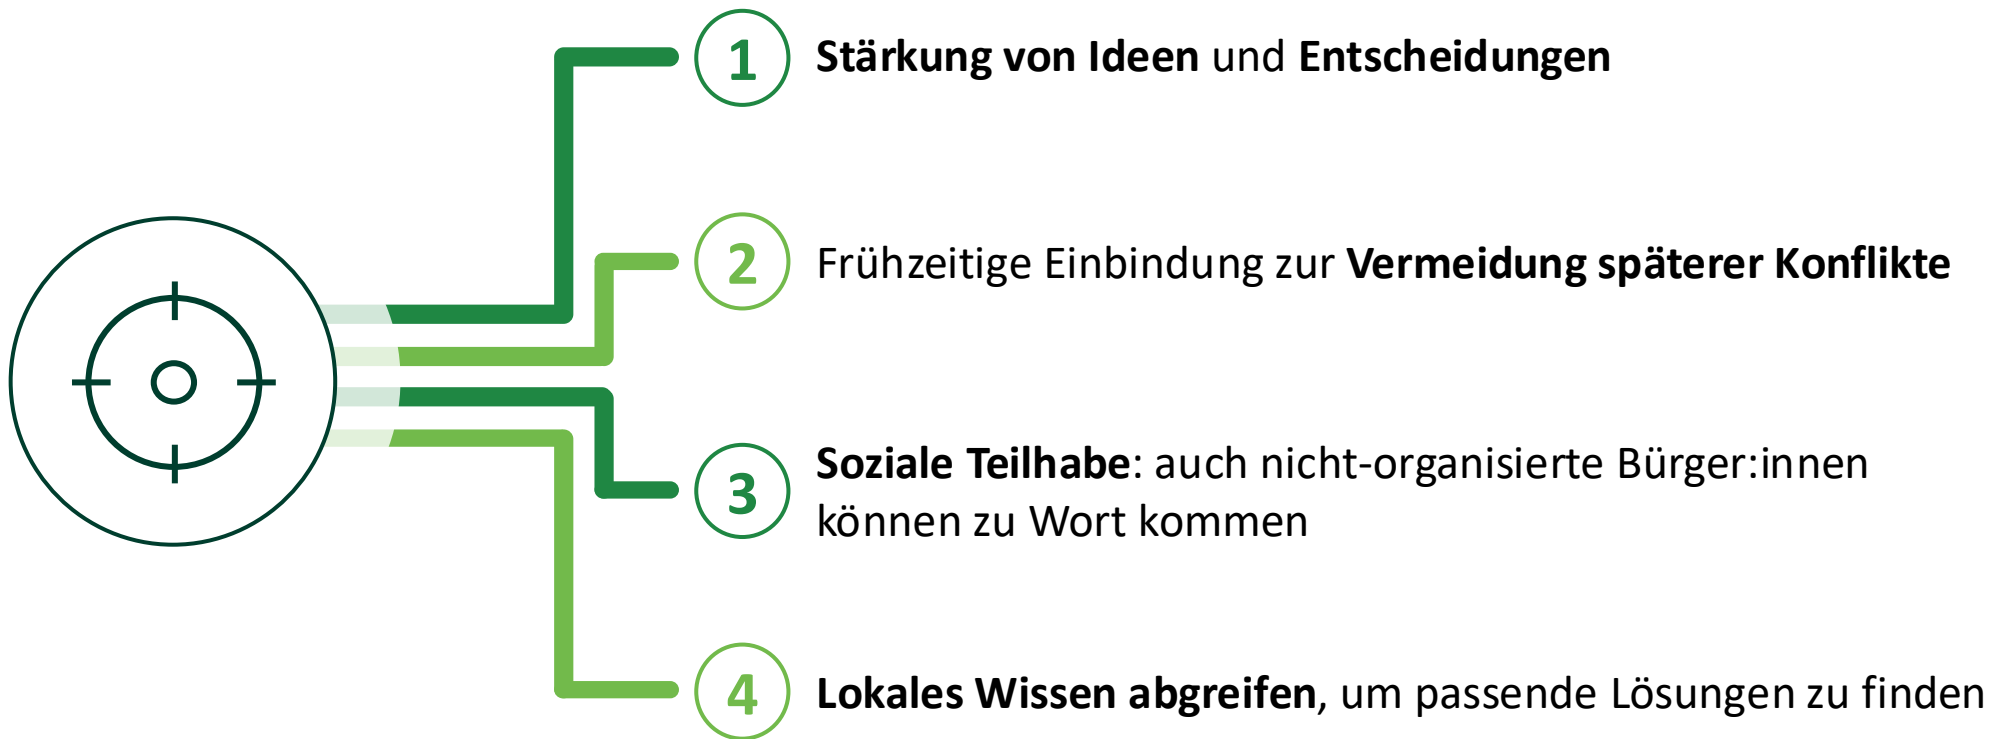 1 Stärkung von Ideen und Entscheidungen
2 Frühzeitige Einbindung zur Vermeidung späterer Konflikte
3 Soziale Teilhabe: auch nicht-organisierte Bürger:innen
können zu Wort kommen
4 Lokales Wissen abgreifen, um passende Lösungen zu finden